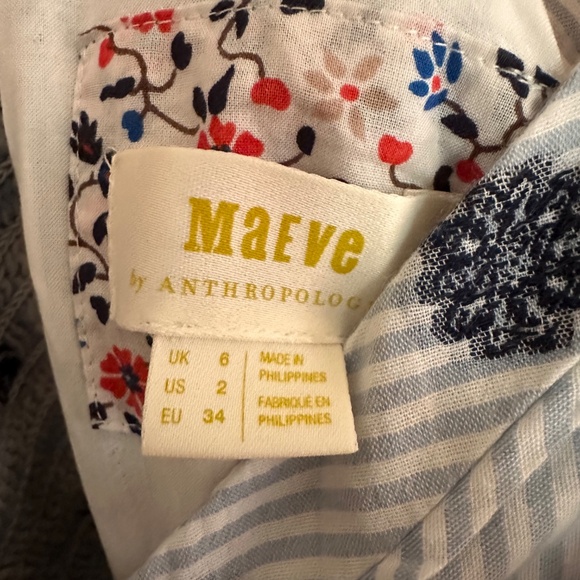 MaEve
by ANTHROPOLOG
UK 6
US 2
EU 34
MADE IN
PHILIPPINES
FABRIQUÉ EN
PHILIPPINES